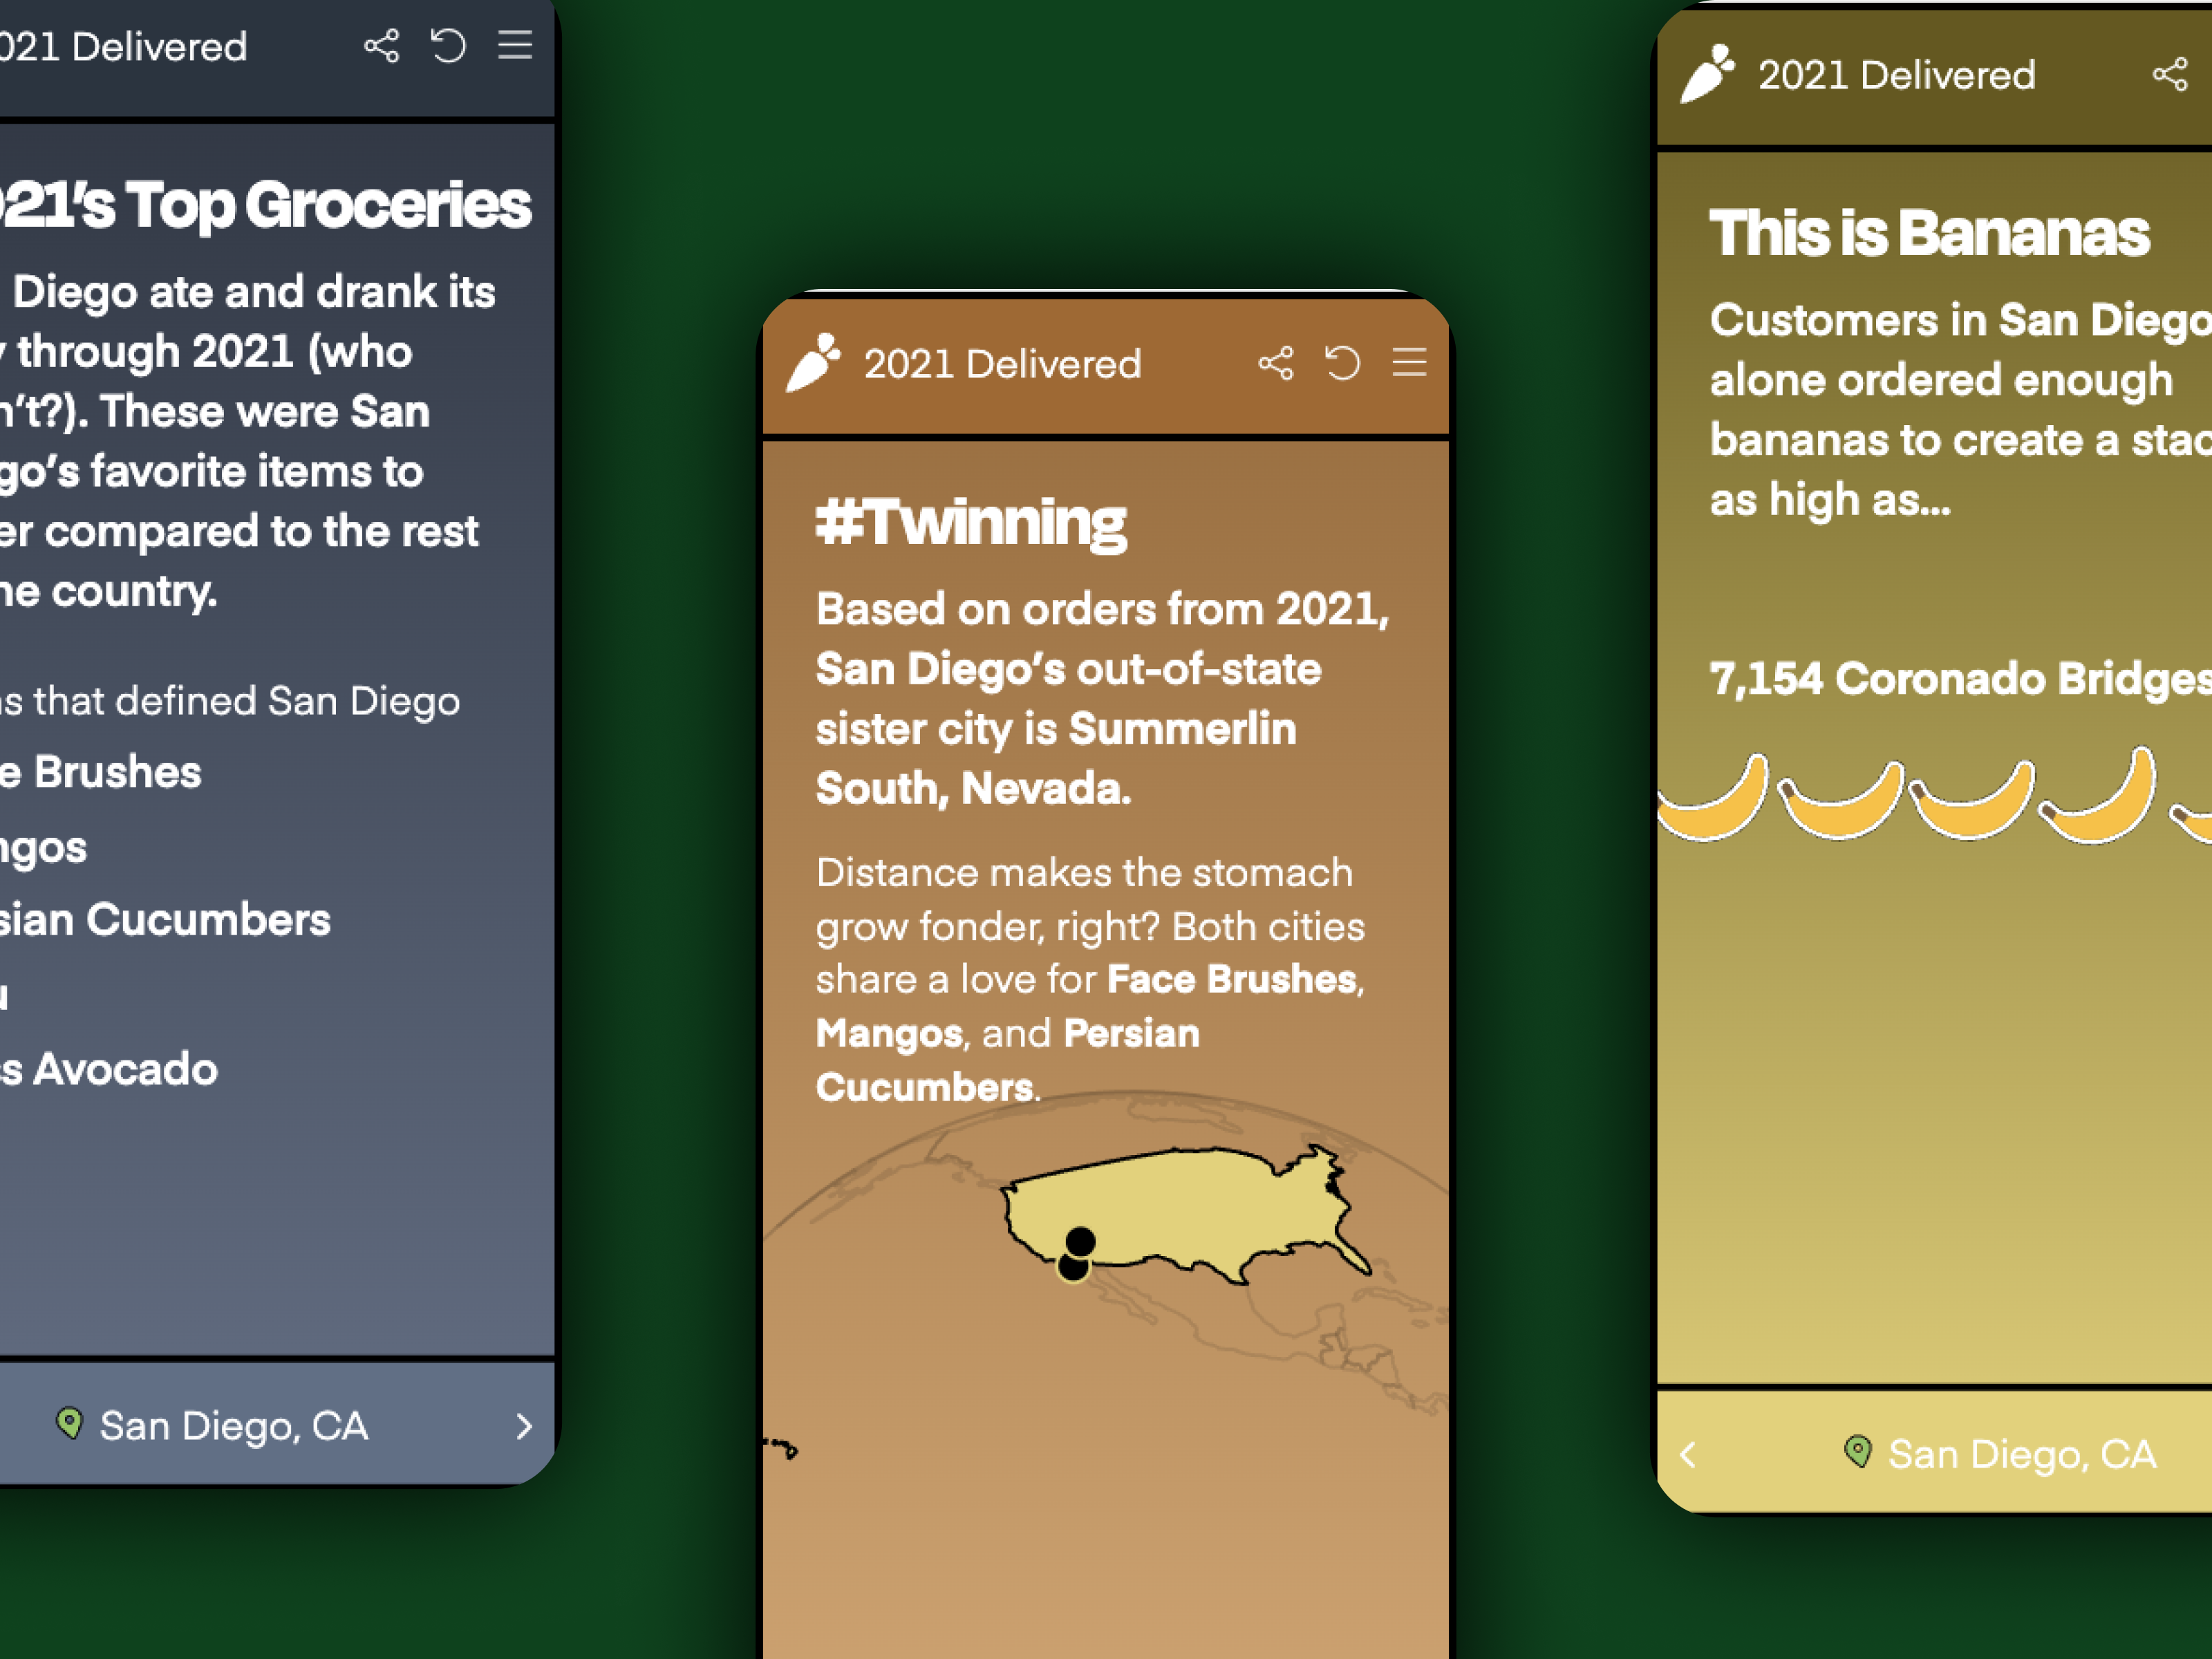 021 Delivered
021's Top Groceries
Diego ate and drank its
through 2021 (who
n't?). These were San
go's favorite items to
er compared to the rest
he country.
s that defined San Diego
e Brushes
ngos
sian Cucumbers
s Avocado
San Diego, CA
2021 Delivered
#Twinning
Based on orders from 2021,
San Diego's out-of-state
sister city is Summerlin
South, Nevada.
Distance makes the stomach
grow fonder, right? Both cities
share a love for Face Brushes,
Mangos, and Persian
Cucumbers.
2021 Delivered
This is Bananas
Customers in San Diego
alone ordered enough
bananas to create a stac
as high as...
7,154 Coronado Bridges
San Diego, CA